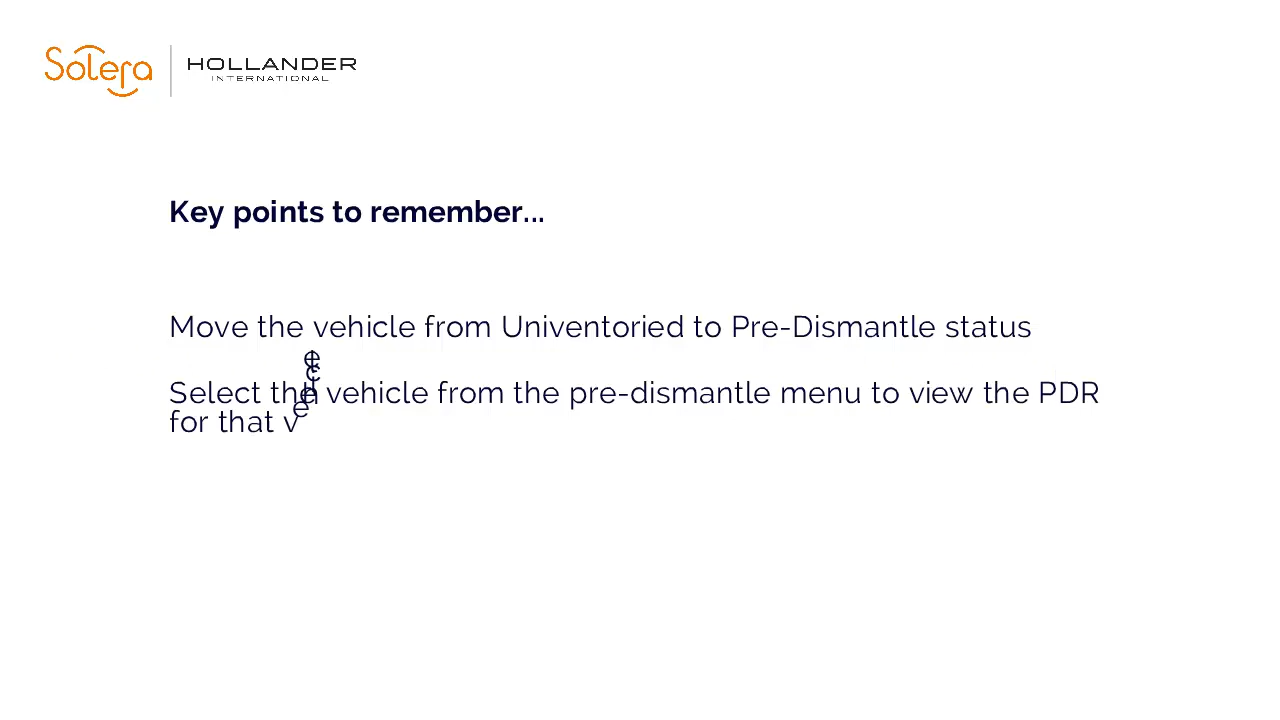 Solera
HOLLANDER
INTERNATIONAL
Key points to remember...
Move the vehicle from Univentoried to Pre-Dismantle status
Select the vehicle from the pre-dismantle menu to view the PDR
for that v